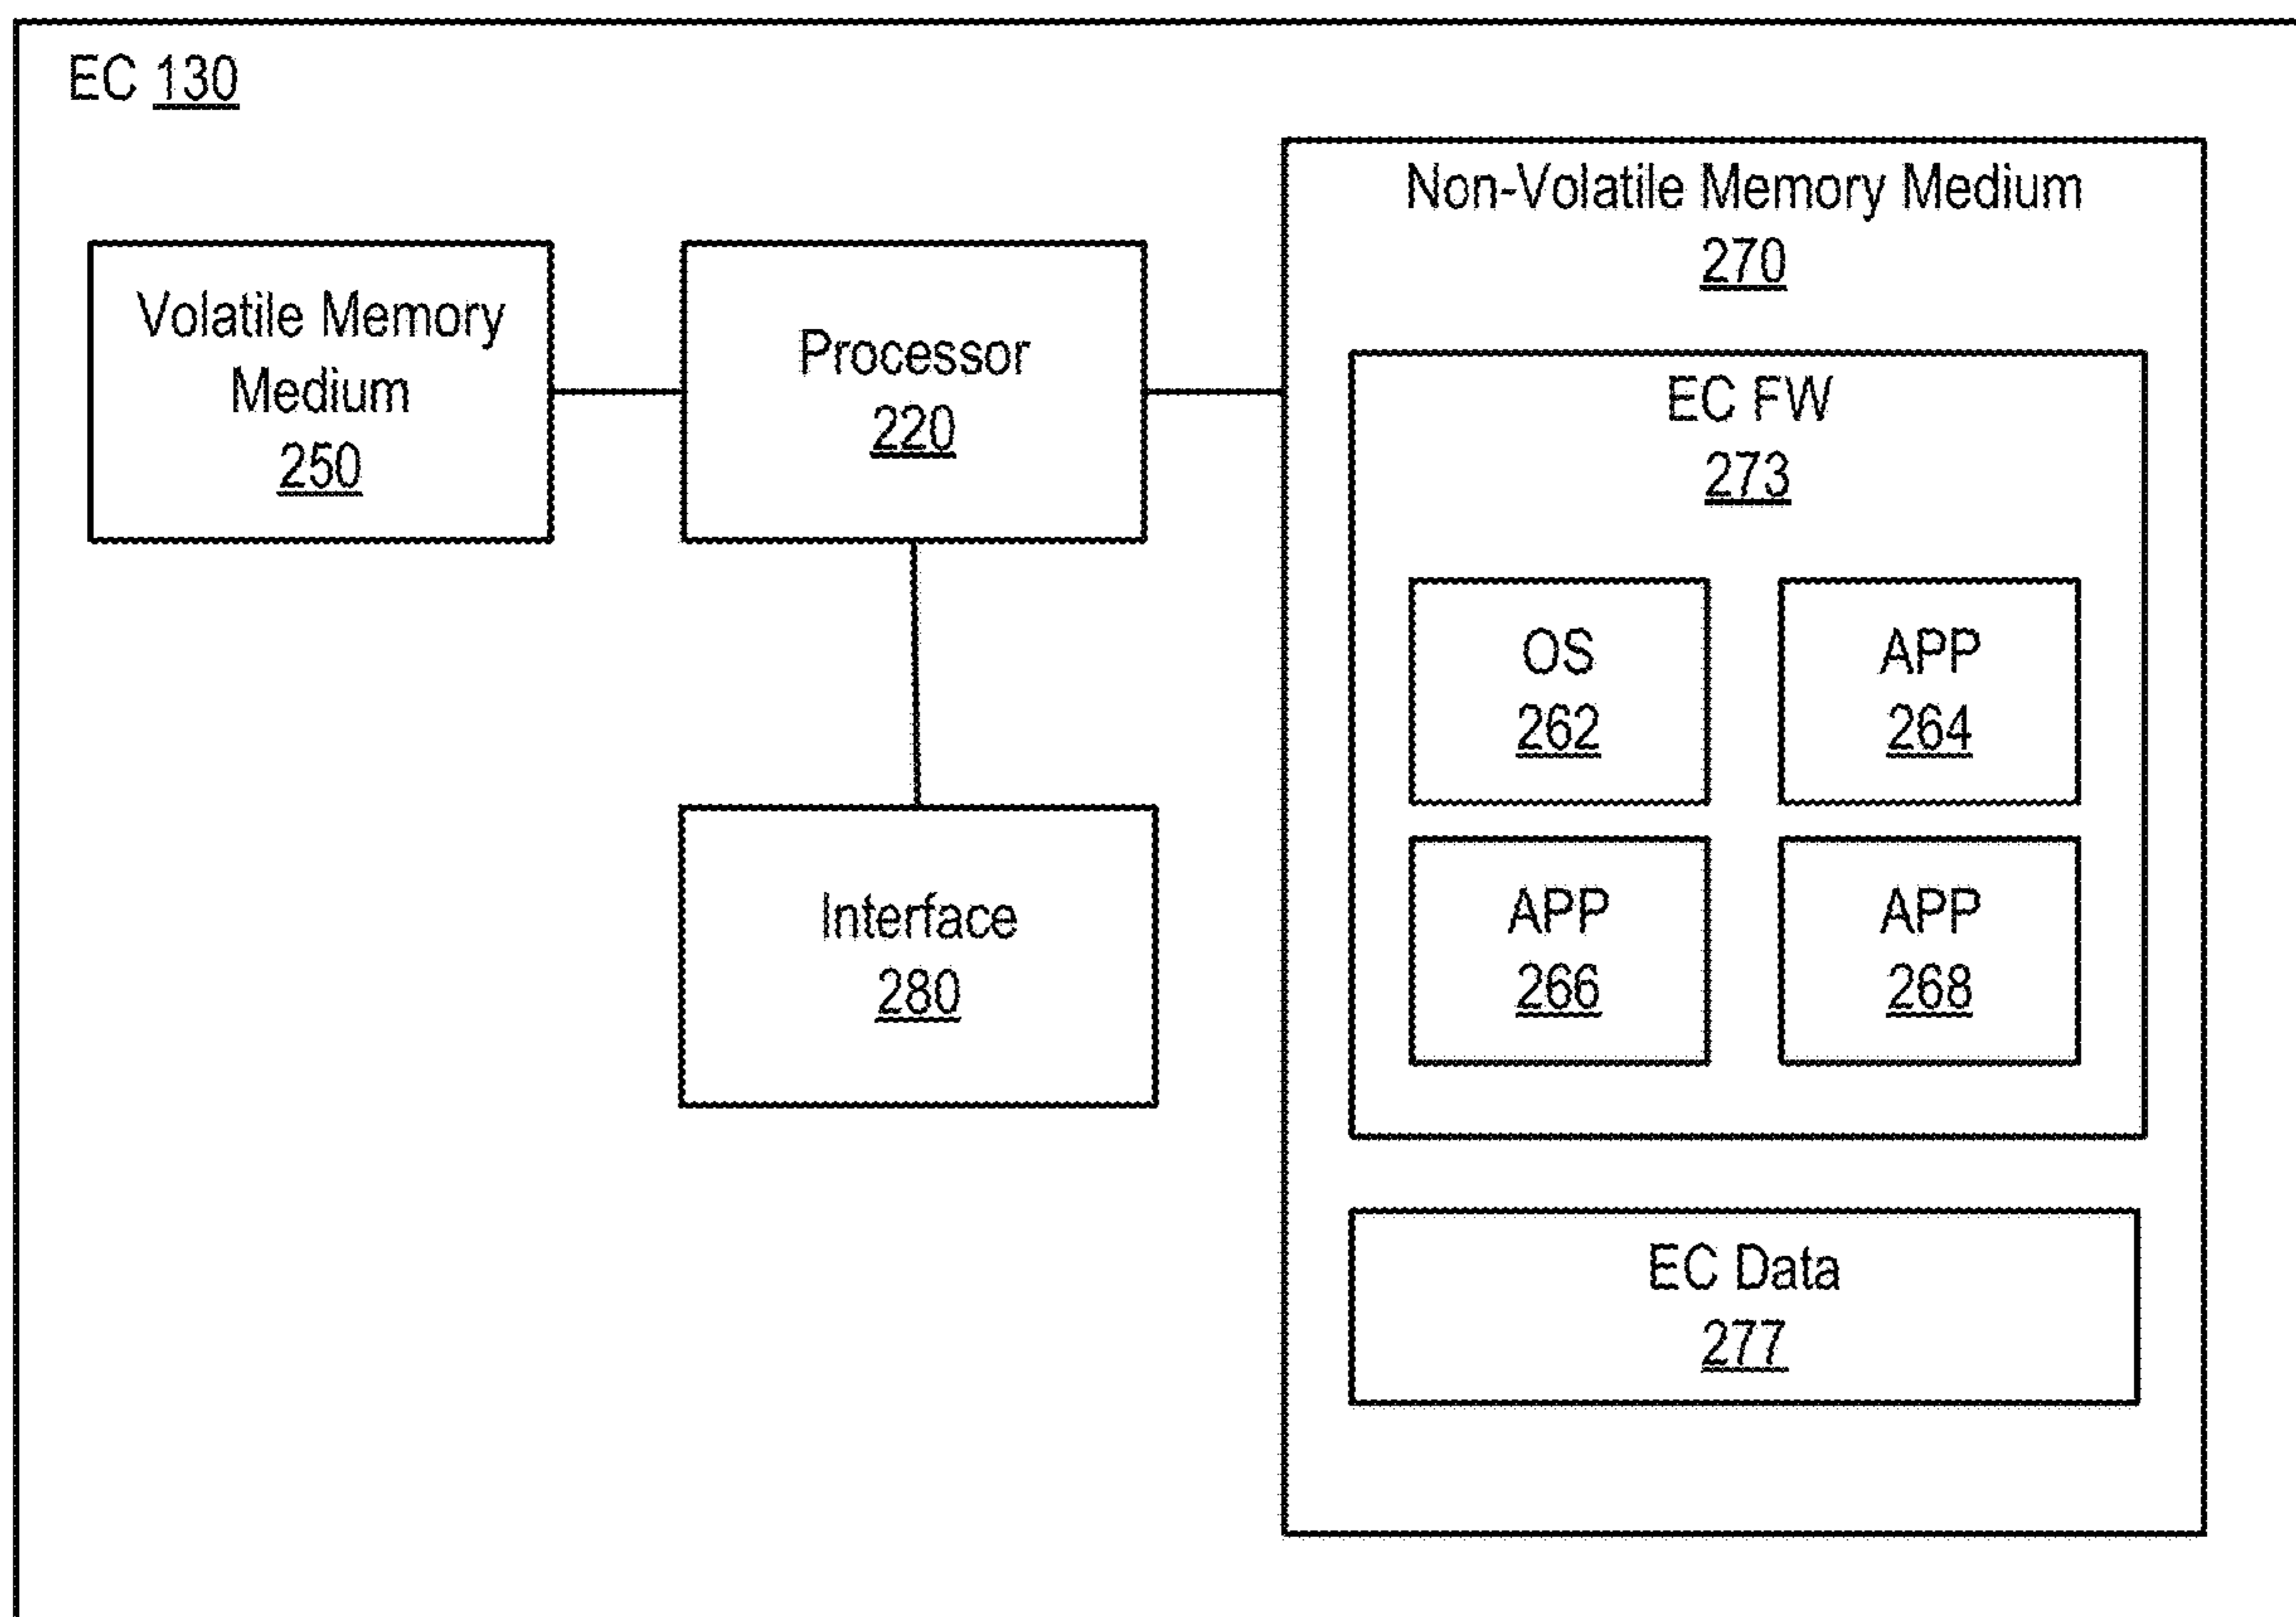 EC 130
Volatile Memory
Medium
250
Processor
220
Interface
280
Non-Volatile Memory Medium
270
EC FW
273
OS
262
APP
264
APP
266
APP
268
EC Data
277